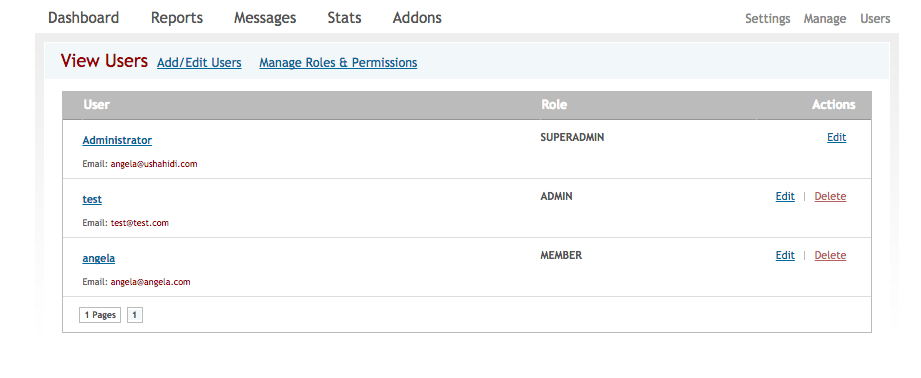 Dashboard Reports Messages Stats Addons Settings Manage Users
View Users Add/Edit Users Manage Roles & Permissions
User Role Actions
Administrator SUPERADMIN Edit
Email: angela@ushahidi.com
test ADMIN Edit | Delete
Email: test@test.com
angela MEMBER Edit | Delete
Email: angela@angela.com
1 Pages 1